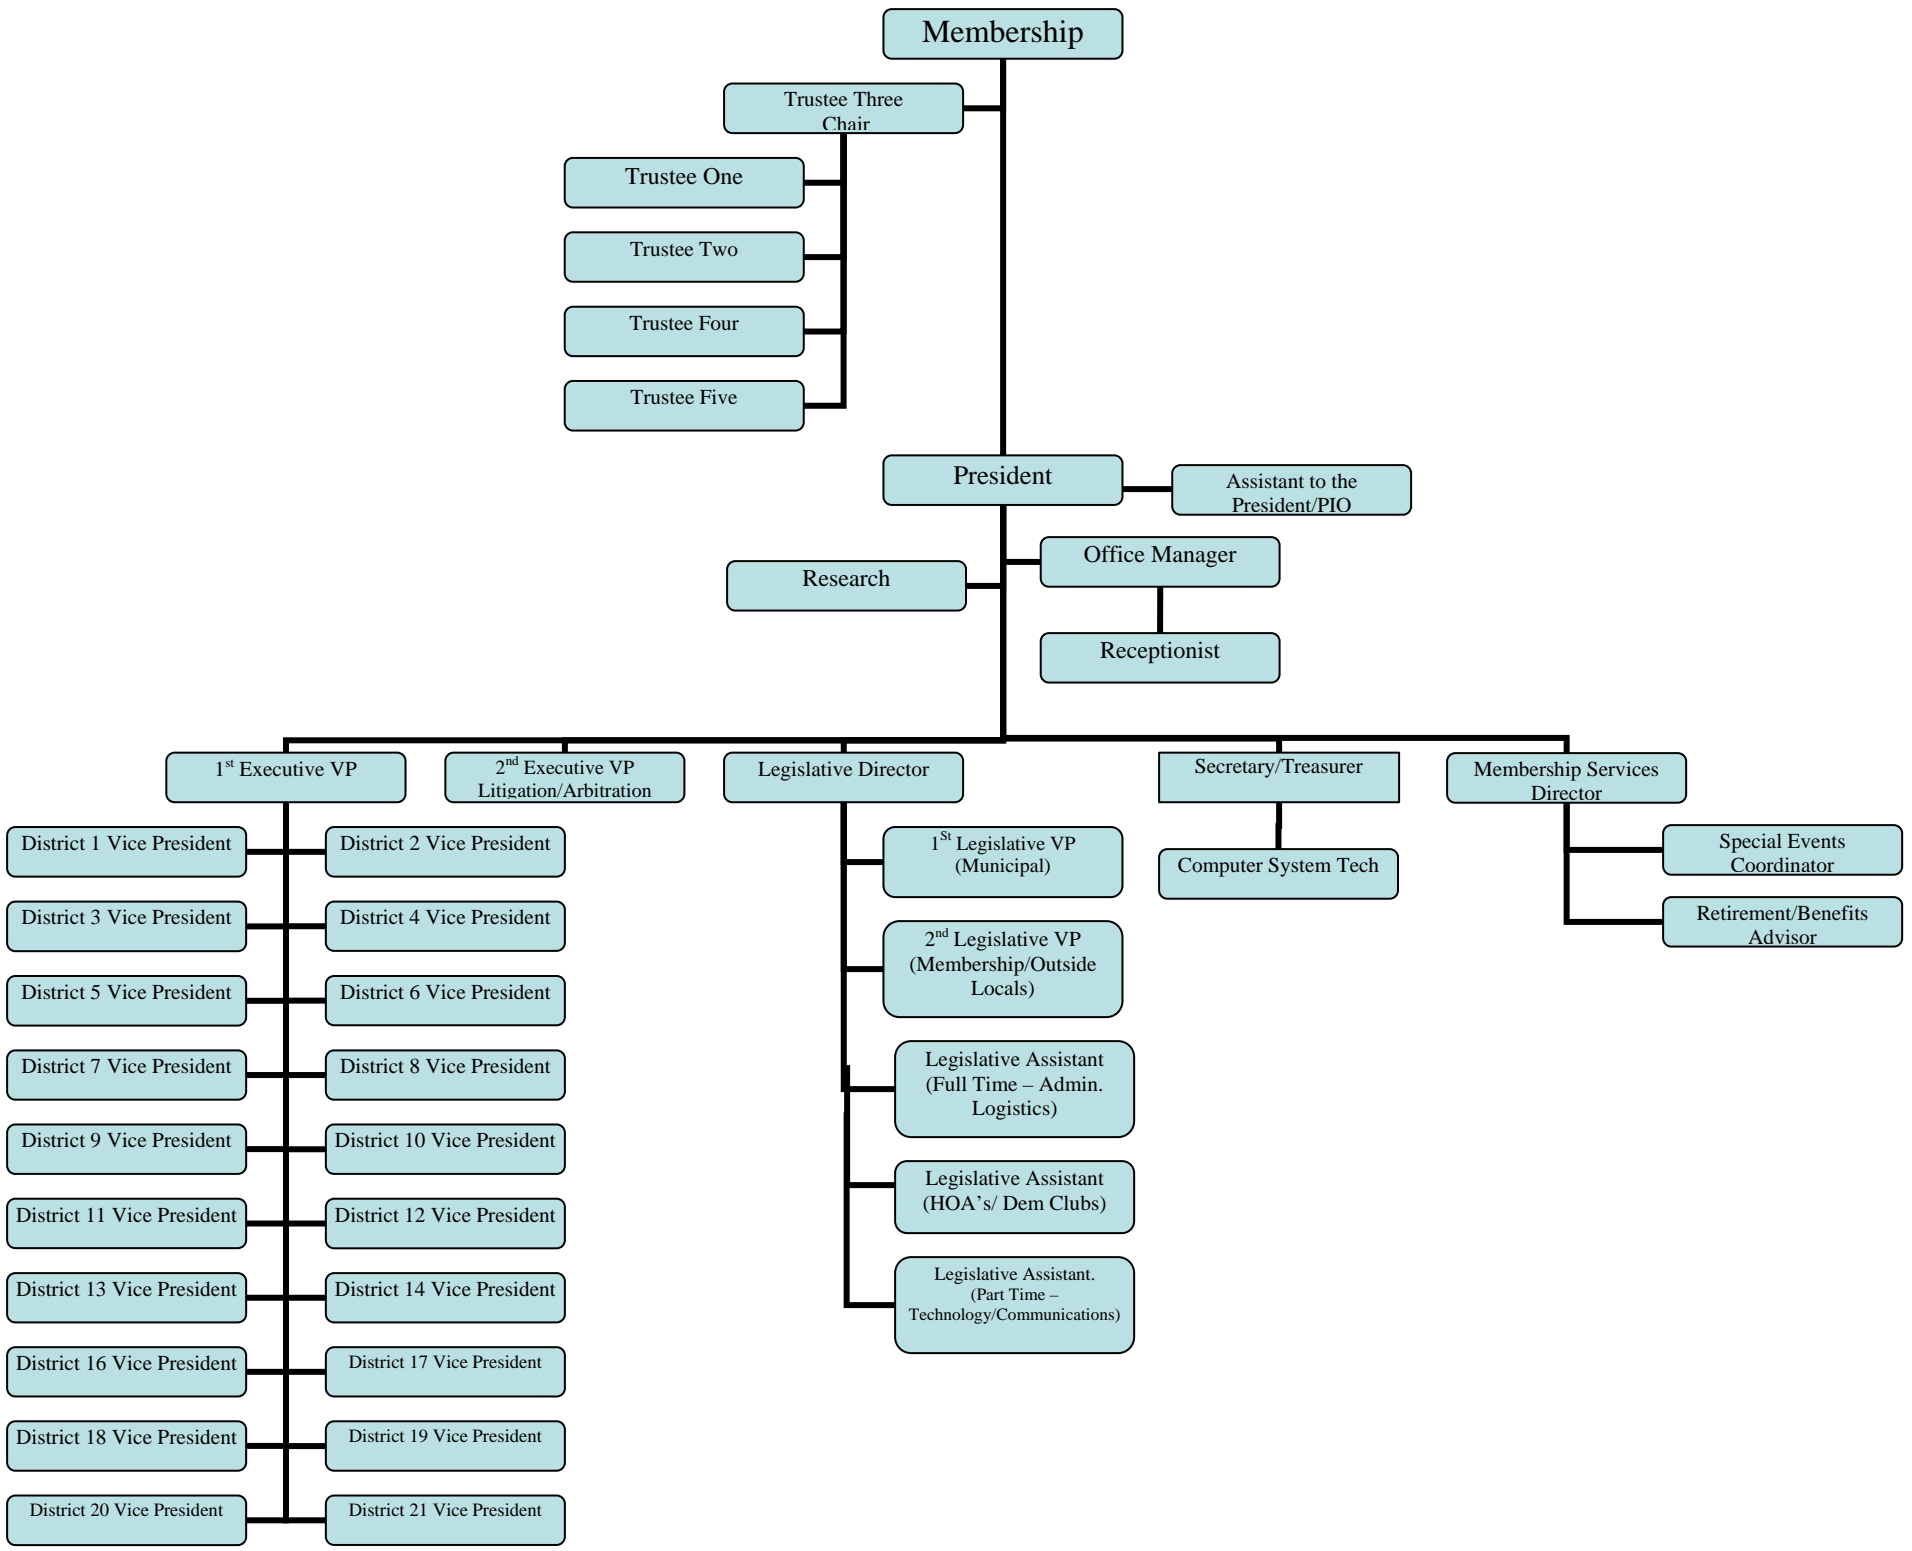 Membership
Trustee Three
Chair
Trustee One
Trustee Two
Trustee Four
Trustee Five
President
Assistant to the
President/PIO
Office Manager
Research
Receptionist
1st Executive VP
2nd Executive VP
Litigation/Arbitration
Legislative Director
Secretary/Treasurer
Membership Services
Director
District 1 Vice President
District 2 Vice President
District 3 Vice President
District 4 Vice President
District 5 Vice President
District 6 Vice President
District 7 Vice President
District 8 Vice President
District 9 Vice President
District 10 Vice President
District 11 Vice President
District 12 Vice President
District 13 Vice President
District 14 Vice President
District 16 Vice President
District 17 Vice President
District 18 Vice President
District 19 Vice President
District 20 Vice President
District 21 Vice President
1St Legislative VP
(Municipal)
2nd Legislative VP
(Membership/Outside
Locals)
Legislative Assistant
(Full Time – Admin.
Logistics)
Legislative Assistant
(HOA’s/ Dem Clubs)
Legislative Assistant.
(Part Time –
Technology/Communications)
Computer System Tech
Special Events
Coordinator
Retirement/Benefits
Advisor